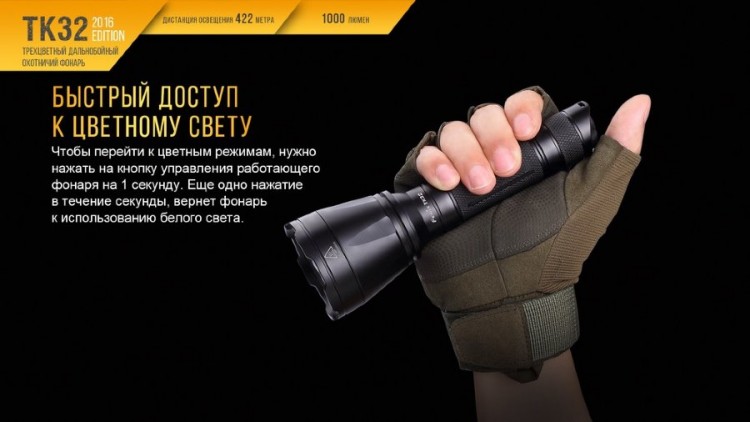 TK32 2016 EDITION
ТРЕХЦВЕТНЫЙ ДАЛЬНОБОЙНЫЙ
ОХОТНИЧИЙ ФОНАРЬ
ДИСТАНЦИЯ ОСВЕЩЕНИЯ 422 МЕТРА
1000 ЛЮМЕН
БЫСТРЫЙ ДОСТУП
К ЦВЕТНОМУ СВЕТУ
Чтобы перейти к цветным режимам, нужно
нажать на кнопку управления работающего
фонаря на 1 секунду. Еще одно нажатие
в течение секунды, вернет фонарь
к использованию белого света.